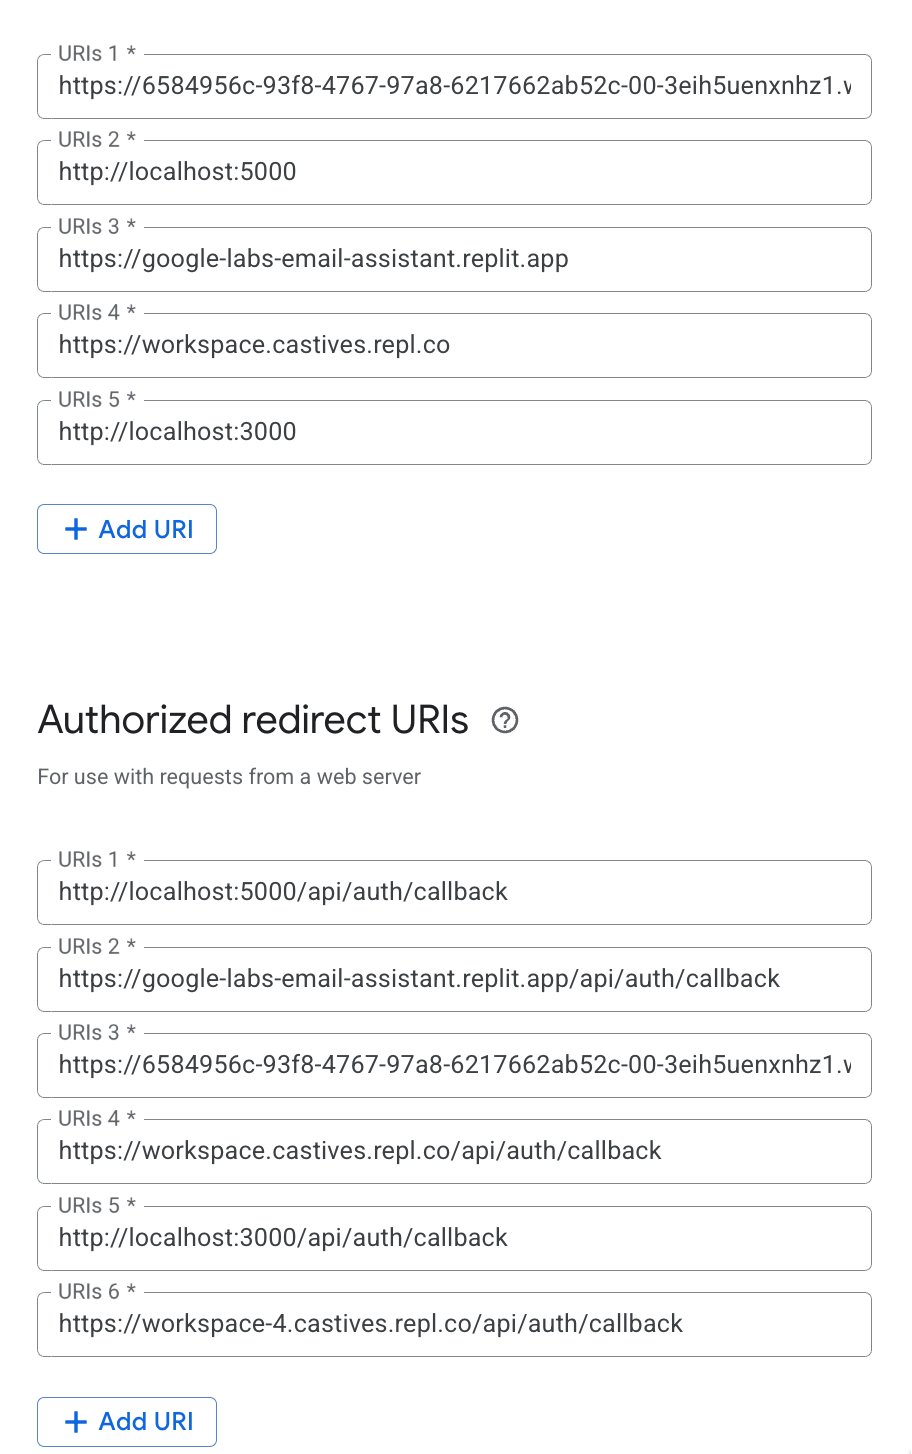 URIs 1 *
https://6584956c-93f8-4767-97a8-6217662ab52c-00-3eih5uenxnhz1.
URIs 2 *
http://localhost:5000
URIs 3 *
https://google-labs-email-assistant.replit.app
URIs 4 *
https://workspace.castives.repl.co
URIs 5 *
http://localhost:3000
+ Add URI
Authorized redirect URIs
For use with requests from a web server
URIs 1 *
http://localhost:5000/api/auth/callback
URIs 2 *
https://google-labs-email-assistant.replit.app/api/auth/callback
URIs 3 *
https://6584956c-93f8-4767-97a8-6217662ab52c-00-3eih5uenxnhz1.
URIs 4 *
https://workspace.castives.repl.co/api/auth/callback
URIs 5 *
http://localhost:3000/api/auth/callback
URIs 6 *
https://workspace-4.castives.repl.co/api/auth/callback
+ Add URI